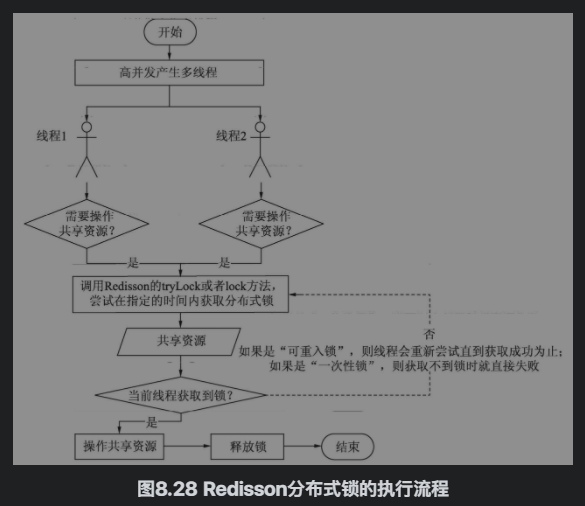 开始
高并发产生多线程
线程1
线程2
需要操作
共享资源?
需要操作
共享资源?
是
是
调用Redisson的tryLock或者lock方法，
尝试在指定的时间内获取分布式锁
共享资源
否
如果是“可重入锁”，则线程会重新尝试直到获取成功为止；
如果是“一次性锁”，则获取不到锁时就直接失败
当前线程获取到锁?
是
操作共享资源
释放锁
结束
图8.28 Redisson分布式锁的执行流程